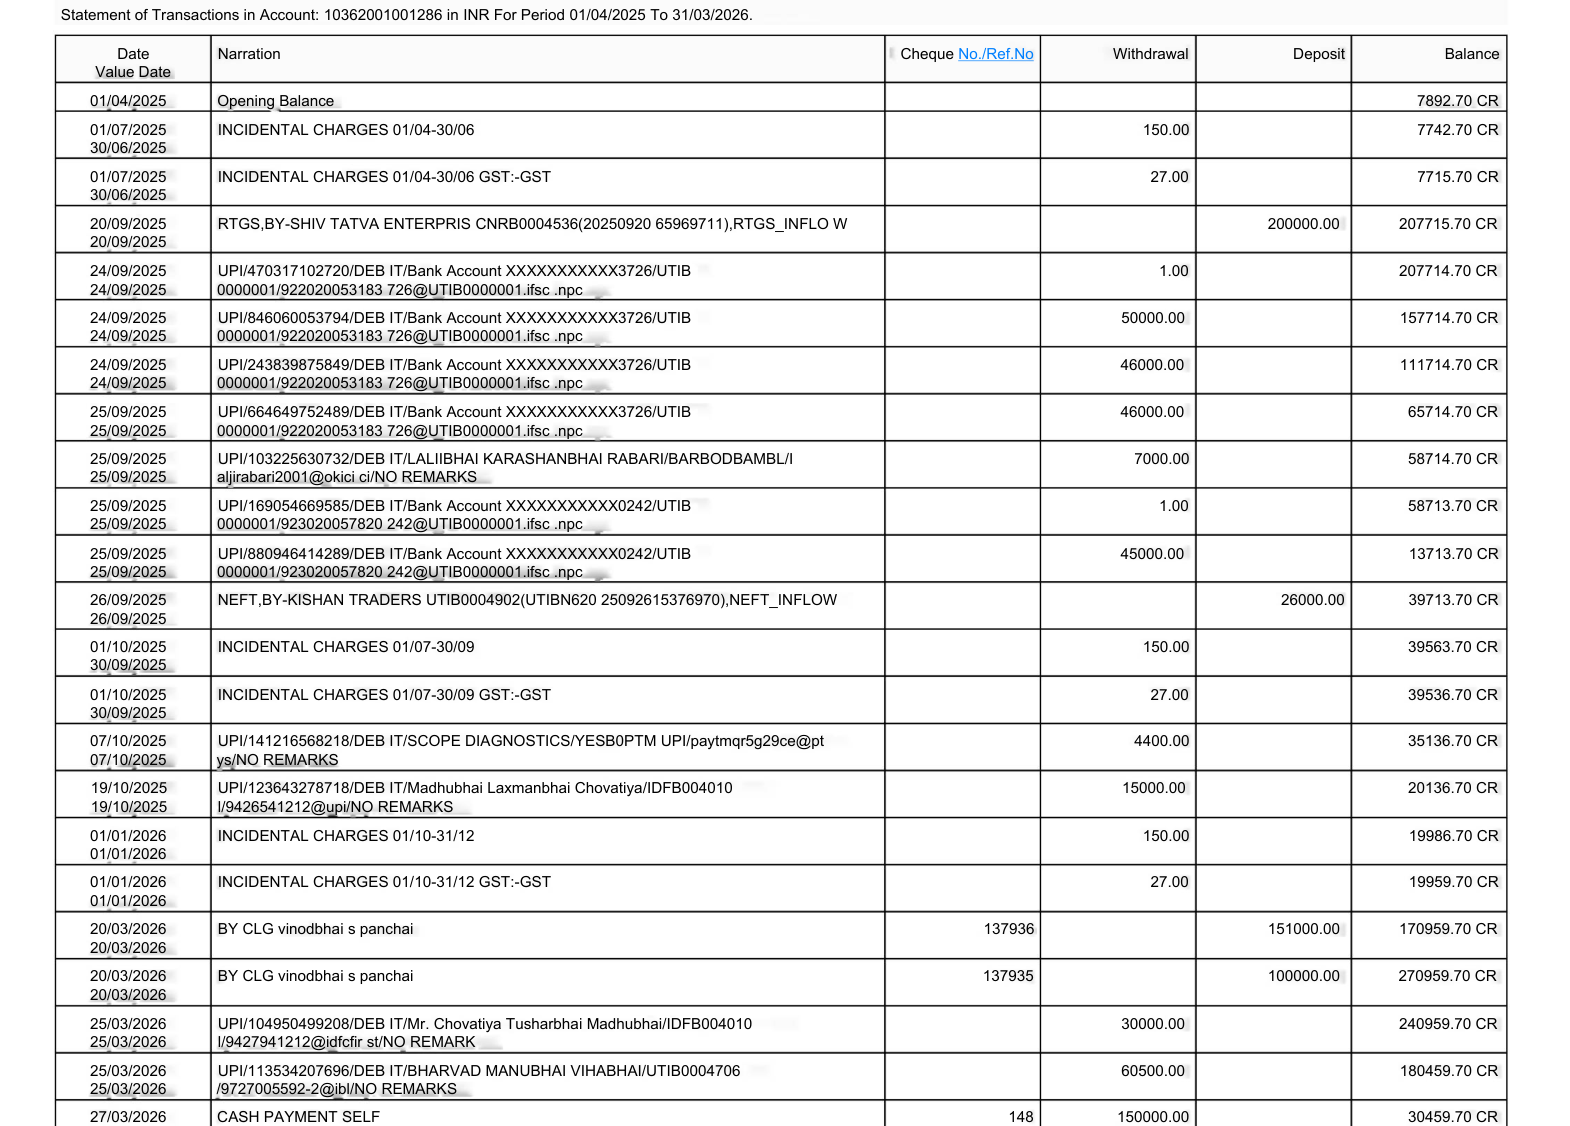 Statement of Transactions in Account: 10362001001286 in INR For Period 01/04/2025 To 31/03/2026.
Date Narration Cheque No./Ref.No Withdrawal Deposit Balance
Value Date
01/04/2025 Opening Balance 7892.70 CR
01/07/2025 INCIDENTAL CHARGES 01/04-30/06 150.00 7742.70 CR
30/06/2025
01/07/2025 INCIDENTAL CHARGES 01/04-30/06 GST:-GST 27.00 7715.70 CR
30/06/2025
20/09/2025 RTGS,BY-SHIV TATVA ENTERPRIS CNRB0004536(20250920 65969711),RTGS_INFLO W 200000.00 207715.70 CR
20/09/2025
24/09/2025 UPI/470317102720/DEB IT/Bank Account XXXXXXXXXXX3726/UTIB 1.00 207714.70 CR
24/09/2025 0000001/922020053183 726@UTIB0000001.ifsc .npc
24/09/2025 UPI/846060053794/DEB IT/Bank Account XXXXXXXXXXX3726/UTIB 50000.00 157714.70 CR
24/09/2025 0000001/922020053183 726@UTIB0000001.ifsc .npc
24/09/2025 UPI/243839875849/DEB IT/Bank Account XXXXXXXXXXX3726/UTIB 46000.00 111714.70 CR
24/09/2025 0000001/922020053183 726@UTIB0000001.ifsc .npc
25/09/2025 UPI/664649752489/DEB IT/Bank Account XXXXXXXXXXX3726/UTIB 46000.00 65714.70 CR
25/09/2025 0000001/922020053183 726@UTIB0000001.ifsc .npc
25/09/2025 UPI/103225630732/DEB IT/LALIIBHAI KARASHANBHAI RABARI/BARBODBAMBL/l 7000.00 58714.70 CR
25/09/2025 aljirabari2001@okici ci/NO REMARKS
25/09/2025 UPI/169054669585/DEB IT/Bank Account XXXXXXXXXXX0242/UTIB 1.00 58713.70 CR
25/09/2025 0000001/923020057820 242@UTIB0000001.ifsc .npc
25/09/2025 UPI/880946414289/DEB IT/Bank Account XXXXXXXXXXX0242/UTIB 45000.00 13713.70 CR
25/09/2025 0000001/923020057820 242@UTIB0000001.ifsc .npc
26/09/2025 NEFT,BY-KISHAN TRADERS UTIB0004902(UTIBN620 25092615376970),NEFT_INFLOW 26000.00 39713.70 CR
26/09/2025
01/10/2025 INCIDENTAL CHARGES 01/07-30/09 150.00 39563.70 CR
30/09/2025
01/10/2025 INCIDENTAL CHARGES 01/07-30/09 GST:-GST 27.00 39536.70 CR
30/09/2025
07/10/2025 UPI/141216568218/DEB IT/SCOPE DIAGNOSTICS/YESB0PTM UPI/paytmqr5g29ce@pt 4400.00 35136.70 CR
07/10/2025 ys/NO REMARKS
19/10/2025 UPI/123643278718/DEB IT/Madhubhai Laxmanbhai Chovatiya/IDFB004010 15000.00 20136.70 CR
19/10/2025 l/9426541212@upi/NO REMARKS
01/01/2026 INCIDENTAL CHARGES 01/10-31/12 150.00 19986.70 CR
01/01/2026
01/01/2026 INCIDENTAL CHARGES 01/10-31/12 GST:-GST 27.00 19959.70 CR
01/01/2026
20/03/2026 BY CLG vinodbhai s panchai 137936 151000.00 170959.70 CR
20/03/2026
20/03/2026 BY CLG vinodbhai s panchai 137935 100000.00 270959.70 CR
20/03/2026
25/03/2026 UPI/104950499208/DEB IT/Mr. Chovatiya Tusharbhai Madhubhai/IDFB004010 30000.00 240959.70 CR
25/03/2026 l/9427941212@idfcfir st/NO REMARK
25/03/2026 UPI/113534207696/DEB IT/BHARVAD MANUBHAI VIHABHAI/UTIB0004706 60500.00 180459.70 CR
25/03/2026 /9727005592-2@ibl/NO REMARKS
27/03/2026 CASH PAYMENT SELF 148 150000.00 30459.70 CR